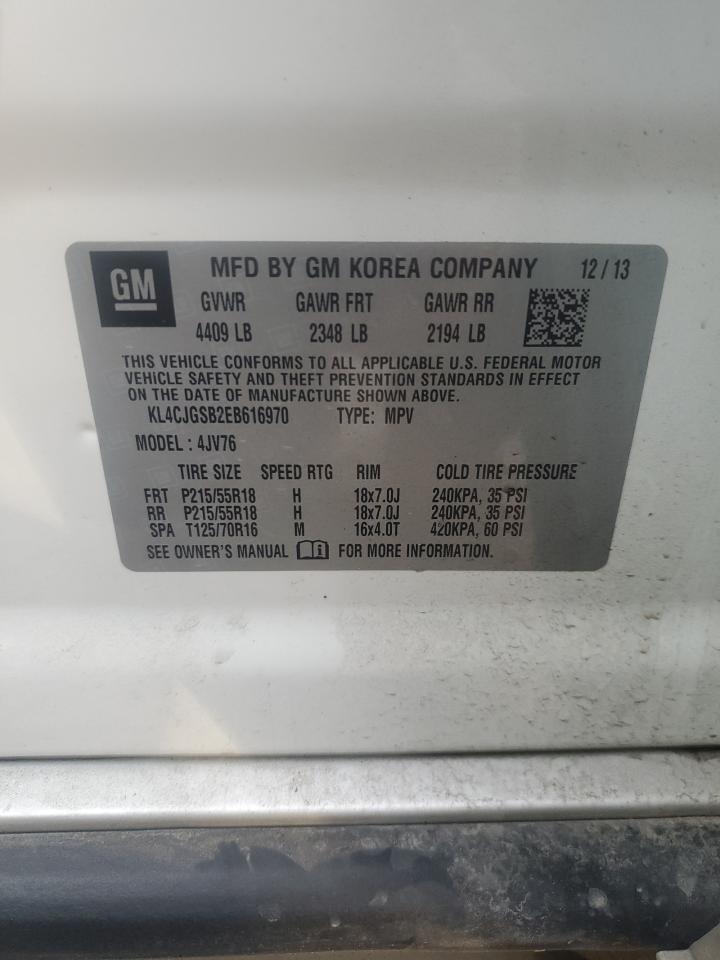 GM
MFD BY GM KOREA COMPANY 12/13
GVWR GAWR FRT GAWR RR
4409 LB 2348 LB 2194 LB
THIS VEHICLE CONFORMS TO ALL APPLICABLE U.S. FEDERAL MOTOR
VEHICLE SAFETY AND THEFT PREVENTION STANDARDS IN EFFECT
ON THE DATE OF MANUFACTURE SHOWN ABOVE.
KL4CJGSB2EB616970 TYPE: MPV
MODEL : 4JV76
TIRE SIZE SPEED RTG RIM COLD TIRE PRESSURE
FRT P215/55R18 H 18x7.0J 240KPA, 35 PSI
RR P215/55R18 H 18x7.0J 240KPA, 35 PSI
SPA T125/70R16 M 16x4.0T 420KPA, 60 PSI
SEE OWNER'S MANUAL i FOR MORE INFORMATION.